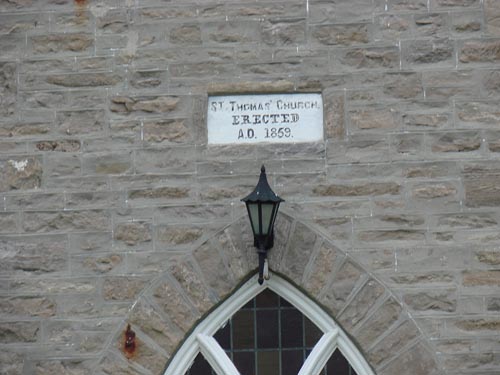 ST. THOMAS' CHURCH.
ERECTED
A.D. 1859.